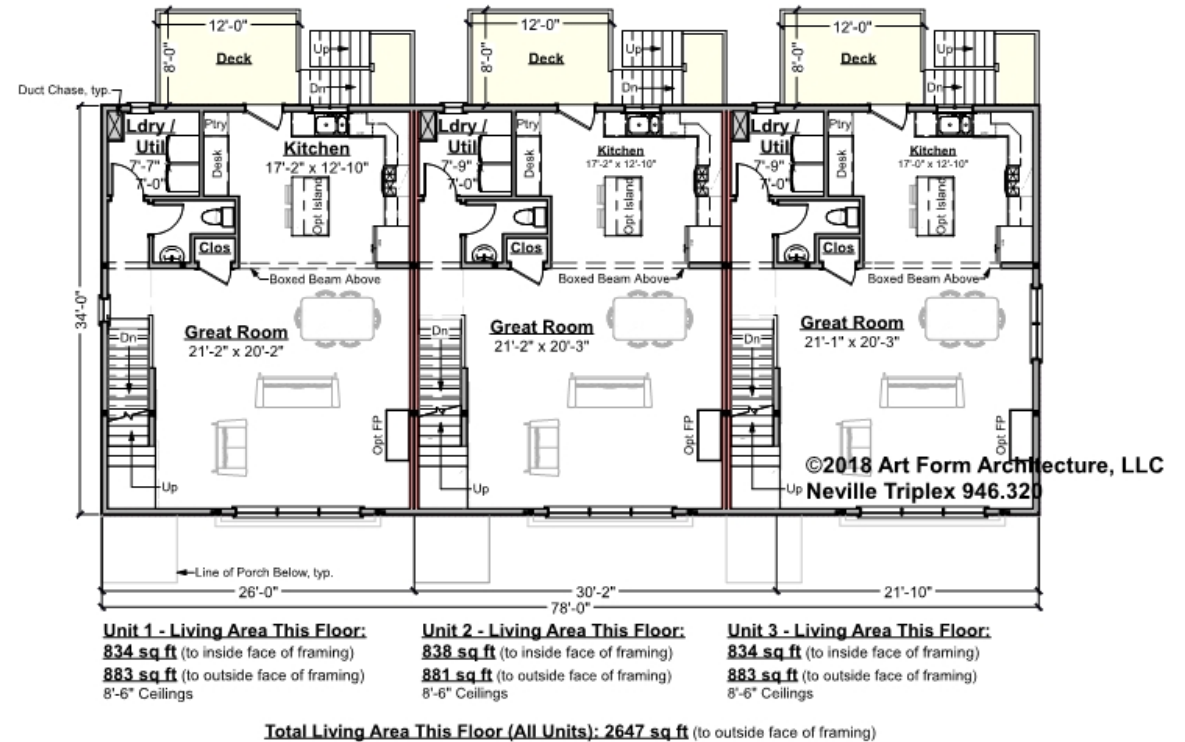 12'-0"
12'-0"
12'-0"
8'-0"
Deck
Up
8'-0"
Deck
Up
8'-0"
Deck
Up
Dn
Dn
Dn
Duct Chase, typ.
Ldry /
Util
7'-7"
7'-0"
Ptry
Desk
Kitchen
17'-2" x 12'-10"
Opt Island
Ldry /
Util
7'-9"
7'-0"
Ptry
Desk
Kitchen
17'-2" x 12'-10"
Opt Island
Ldry /
Util
7'-9"
7'-0"
Ptry
Desk
Kitchen
17'-0" x 12'-10"
Opt Island
Clos
Clos
Clos
Boxed Beam Above
Boxed Beam Above
Boxed Beam Above
34'-0"
Dn
Great Room
21'-2" x 20'-2"
Dn
Great Room
21'-2" x 20'-3"
Dn
Great Room
21'-1" x 20'-3"
Opt FP
Opt FP
Opt FP
©2018 Art Form Architecture, LLC
Neville Triplex 946.320
Up
Up
Up
Line of Porch Below, typ.
26'-0"
30'-2"
21'-10"
78'-0"
Unit 1 - Living Area This Floor:
834 sq ft (to inside face of framing)
883 sq ft (to outside face of framing)
8'-6" Ceilings
Unit 2 - Living Area This Floor:
838 sq ft (to inside face of framing)
881 sq ft (to outside face of framing)
8'-6" Ceilings
Unit 3 - Living Area This Floor:
834 sq ft (to inside face of framing)
883 sq ft (to outside face of framing)
8'-6" Ceilings
Total Living Area This Floor (All Units): 2647 sq ft (to outside face of framing)